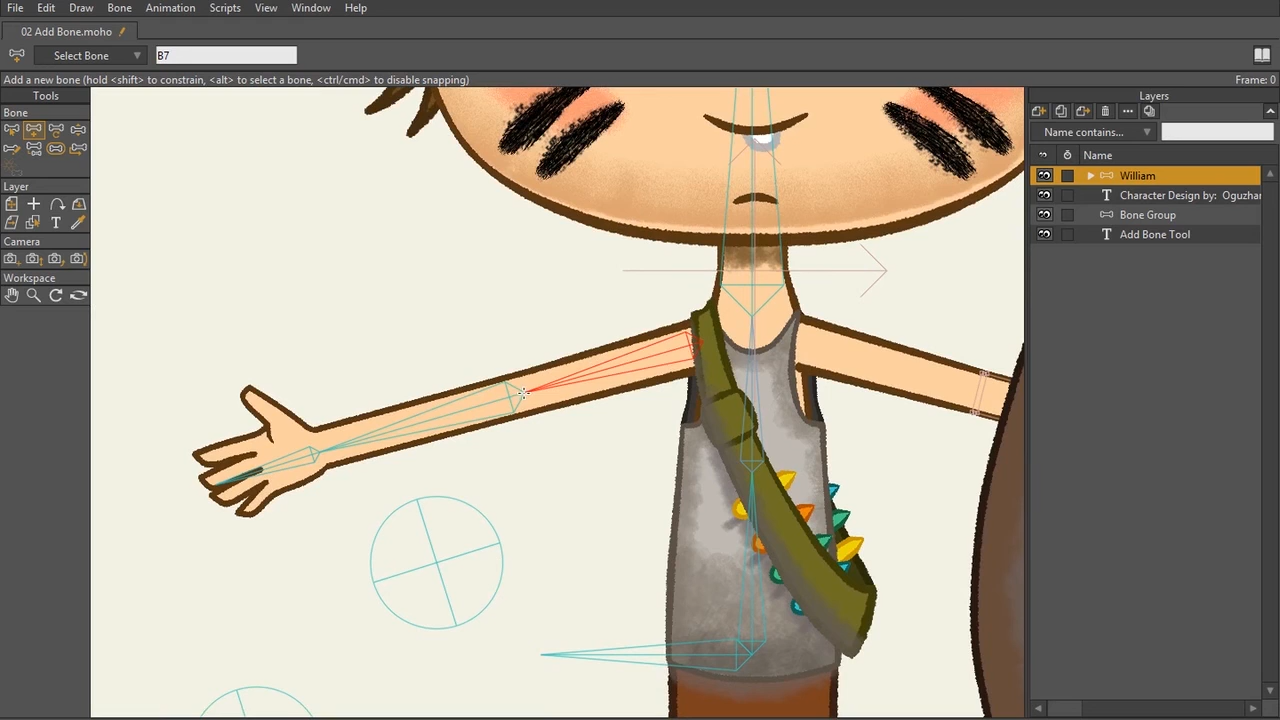 File Edit Draw Bone Animation Scripts View Window Help
02 Add Bone.moho
Select Bone B7
Add a new bone (hold <shift> to constrain, <alt> to select a bone, <ctrl/cmd> to disable snapping) Frame: 0
Tools
Bone
Layer
Camera
Workspace
Layers
Name contains...
Name
William
Character Design by: Oguzhar
Bone Group
Add Bone Tool